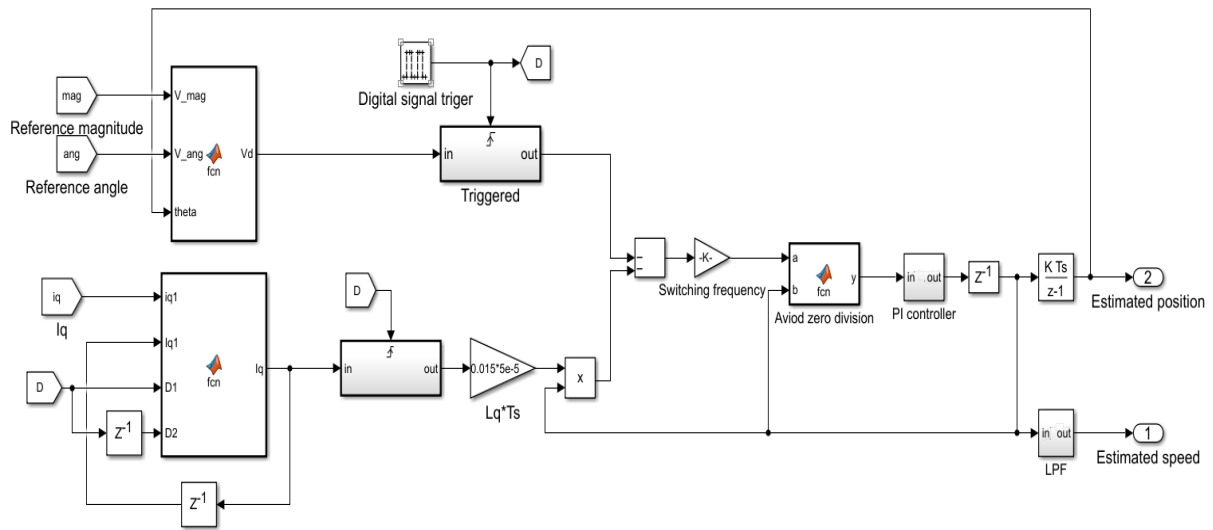 mag
Reference magnitude
ang
Reference angle
V_mag
V_ang
theta
fcn
Vd
Digital signal triger
D
in
out
Triggered
iq
Iq
D
Z-1
iq1
Iq1
D1
D2
fcn
Iq
Z-1
D
in
out
0.015*5e-5
Lq*Ts
x
-K-
Switching frequency
a
b
fcn
y
Aviod zero division
in
out
PI controller
Z-1
K Ts
z-1
2
Estimated position
in
out
LPF
1
Estimated speed